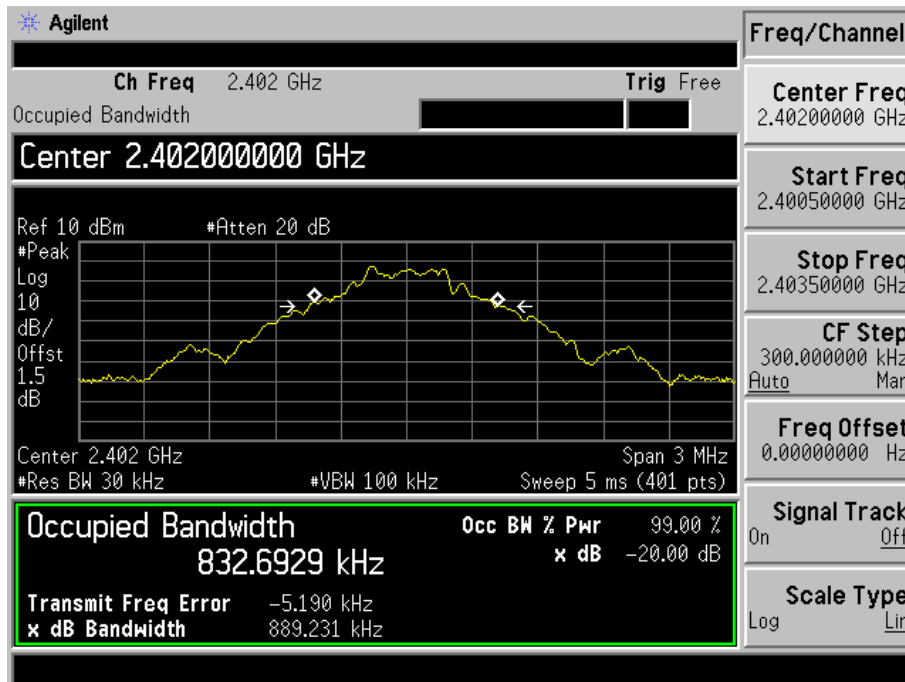 Agilent
Freq/Channel
Ch Freq 2.402 GHz Trig Free
Occupied Bandwidth
Center 2.402000000 GHz
Ref 10 dBm #Atten 20 dB
#Peak
Log
10
dB/
Offst
1.5
dB
Center 2.402 GHz Span 3 MHz
#Res BW 30 kHz #VBW 100 kHz Sweep 5 ms (401 pts)
Occupied Bandwidth
832.6929 kHz
Occ BW % Pwr 99.00 %
x dB -20.00 dB
Transmit Freq Error -5.190 kHz
x dB Bandwidth 889.231 kHz
Center Freq
2.40200000 GHz
Start Freq
2.40050000 GHz
Stop Freq
2.40350000 GHz
CF Step
300.000000 kHz
Auto Man
Freq Offset
0.00000000 Hz
Signal Track
On Off
Scale Type
Log Lin